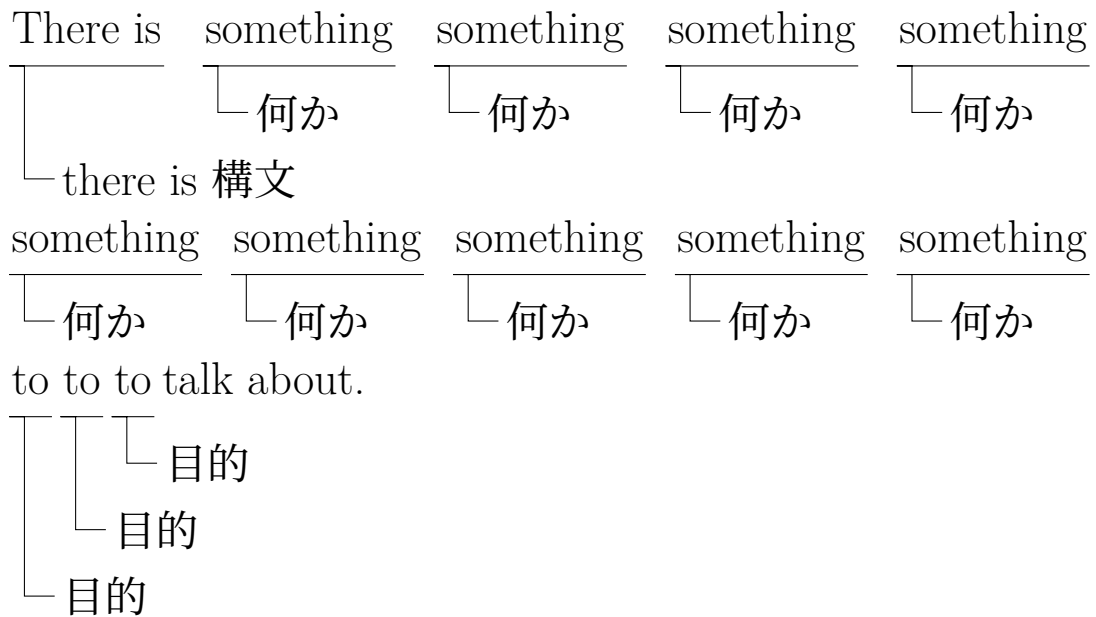 There is something something something something
何か 何か 何か 何か
there is 構文
something something something something something
何か 何か 何か 何か 何か
to to to talk about.
目的
目的
目的